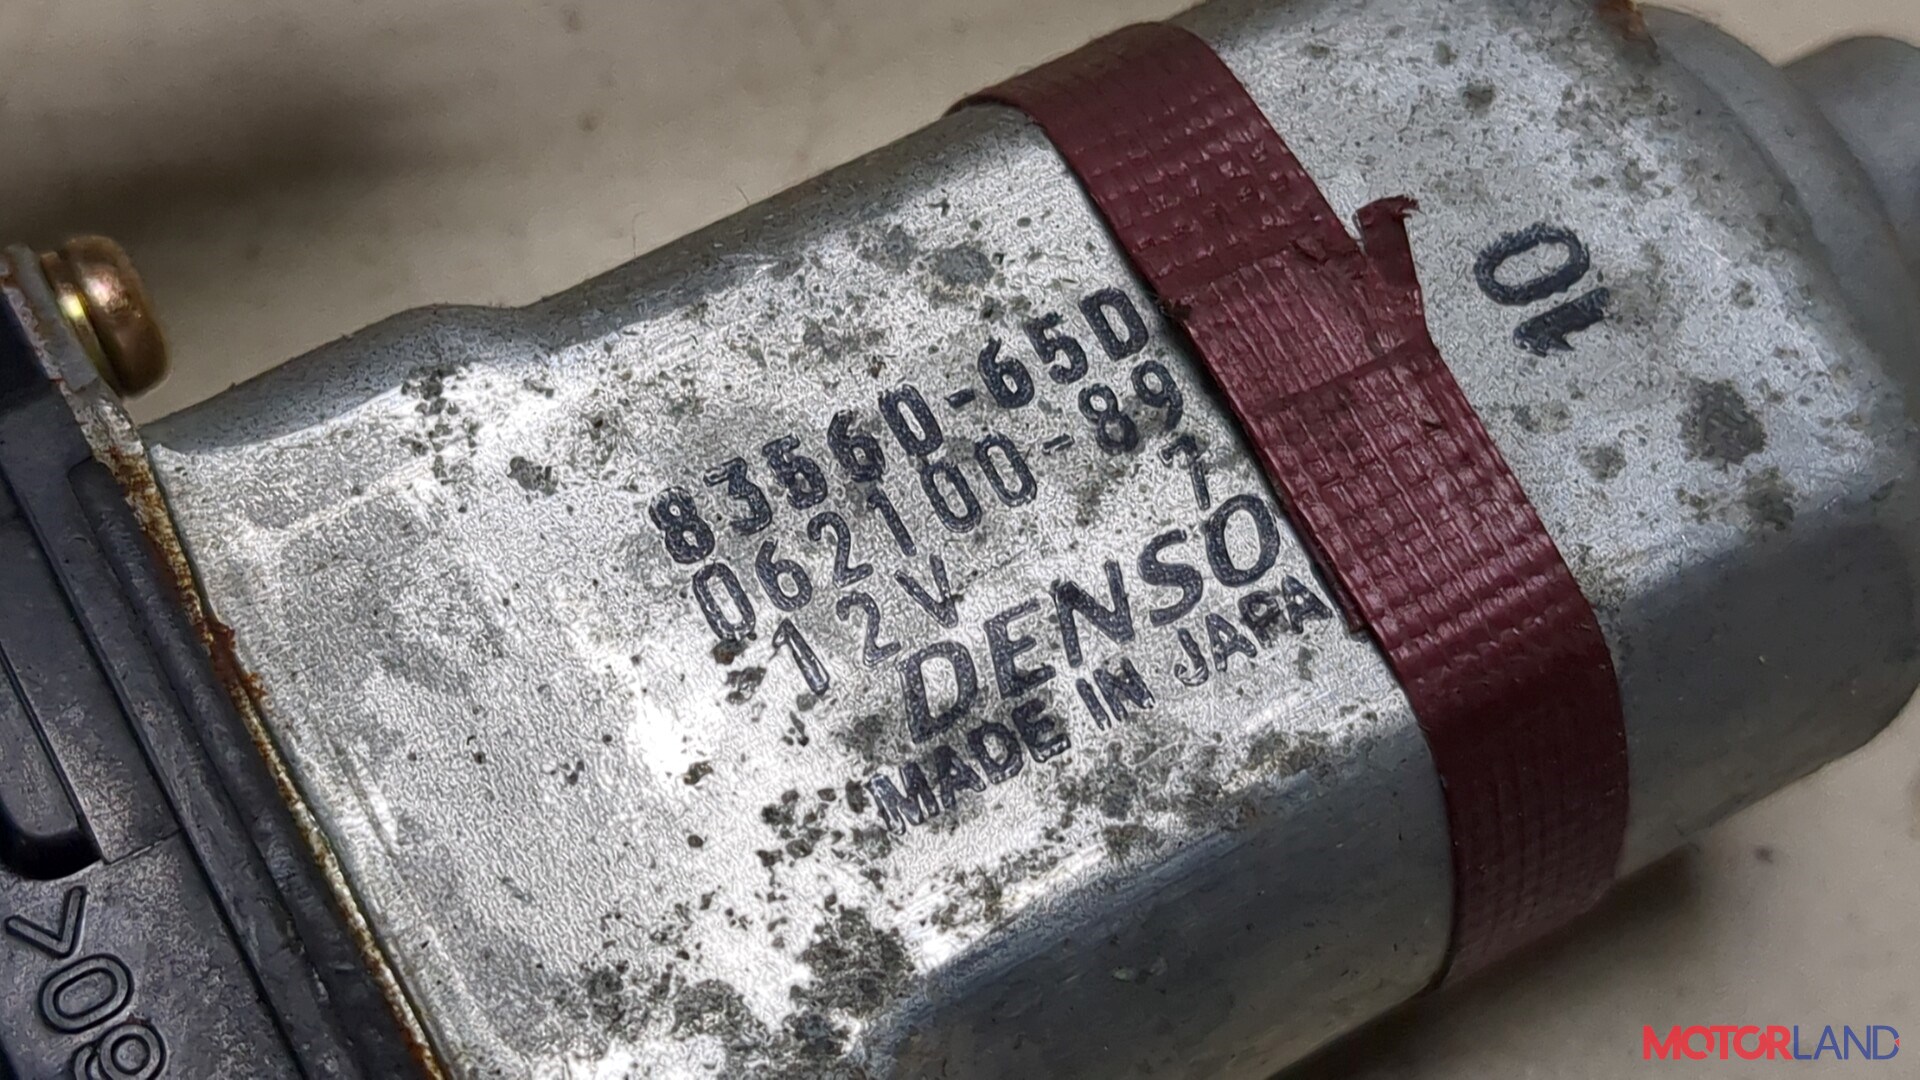 83560-65D
062100-89
7
12V
DENSO
MADE IN JAPA
10
MOTORLAND